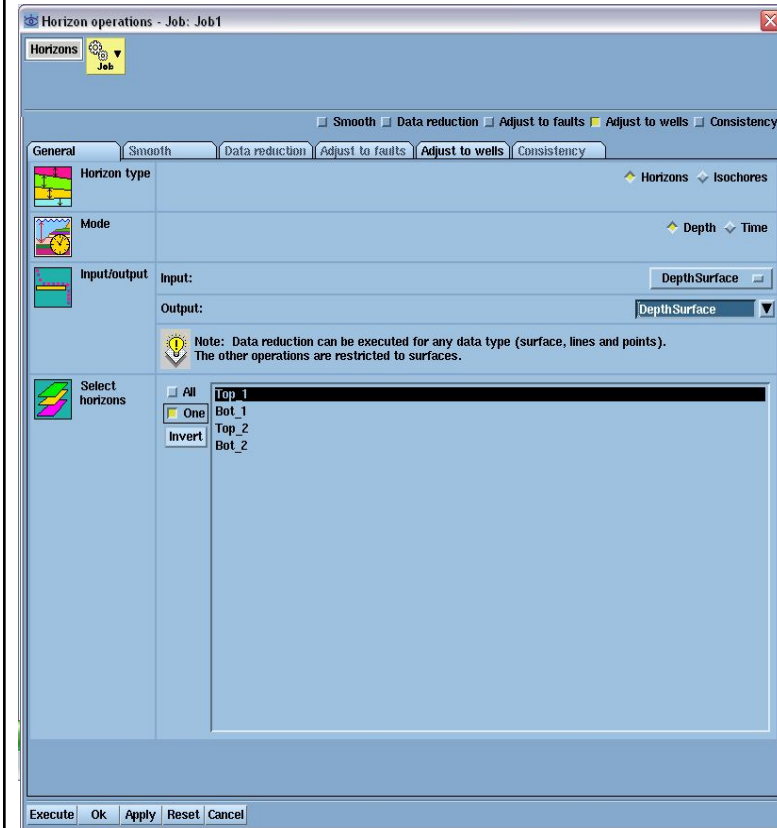 Horizon operations - Job: Job1
Horizons
Job
Smooth Data reduction Adjust to faults Adjust to wells Consistency
General Smooth Data reduction Adjust to faults Adjust to wells Consistency
Horizon type Horizons Isochores
Mode Depth Time
Input/output Input: DepthSurface
Output: DepthSurface
Note: Data reduction can be executed for any data type (surface, lines and points).
The other operations are restricted to surfaces.
Select
horizons
All
One
Invert
Top_1
Bot_1
Top_2
Bot_2
Execute Ok Apply Reset Cancel